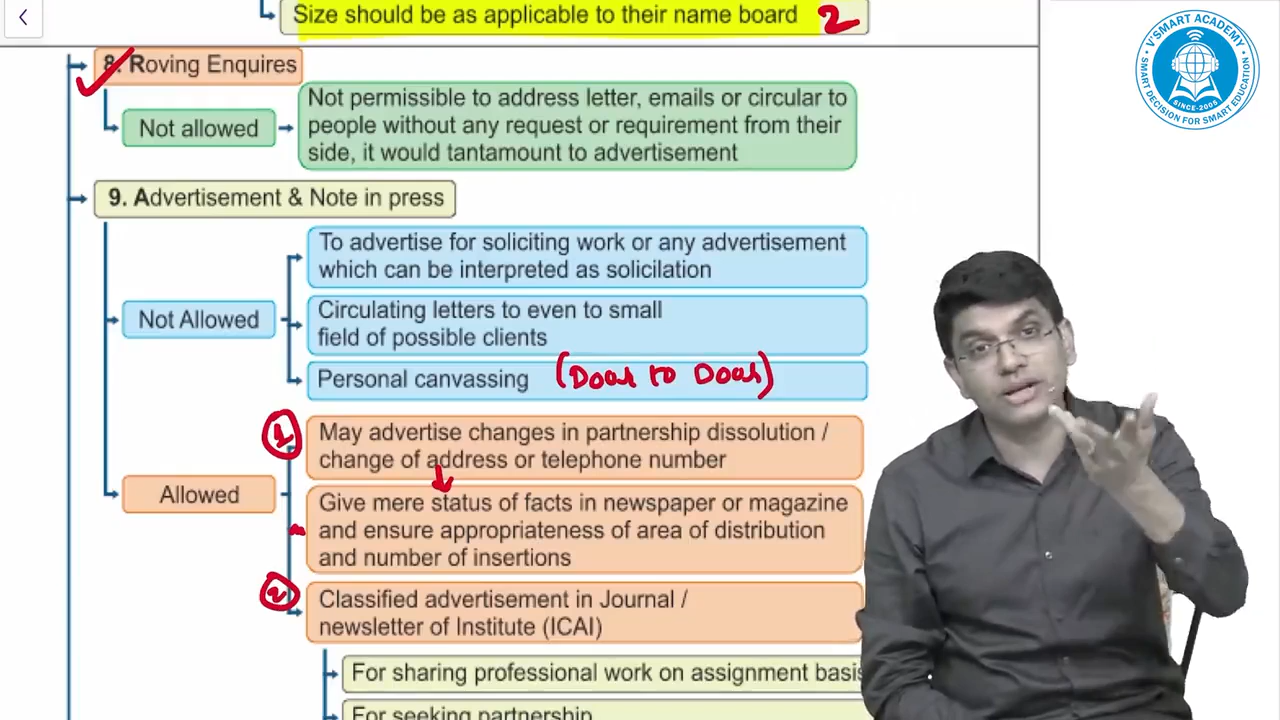 Size should be as applicable to their name board 2
8. Roving Enquires
Not allowed
Not permissible to address letter, emails or circular to
people without any request or requirement from their
side, it would tantamount to advertisement
9. Advertisement & Note in press
Not Allowed
To advertise for soliciting work or any advertisement
which can be interpreted as solicilation
Circulating letters to even to small
field of possible clients
Personal canvassing (Door to Door)
Allowed
1
May advertise changes in partnership dissolution /
change of address or telephone number
Give mere status of facts in newspaper or magazine
and ensure appropriateness of area of distribution
and number of insertions
2
Classified advertisement in Journal /
newsletter of Institute (ICAI)
For sharing professional work on assignment basis
For seeking partnership
V'SMART ACADEMY
SINCE-2006
SMART DECISION FOR SMART EDUCATION